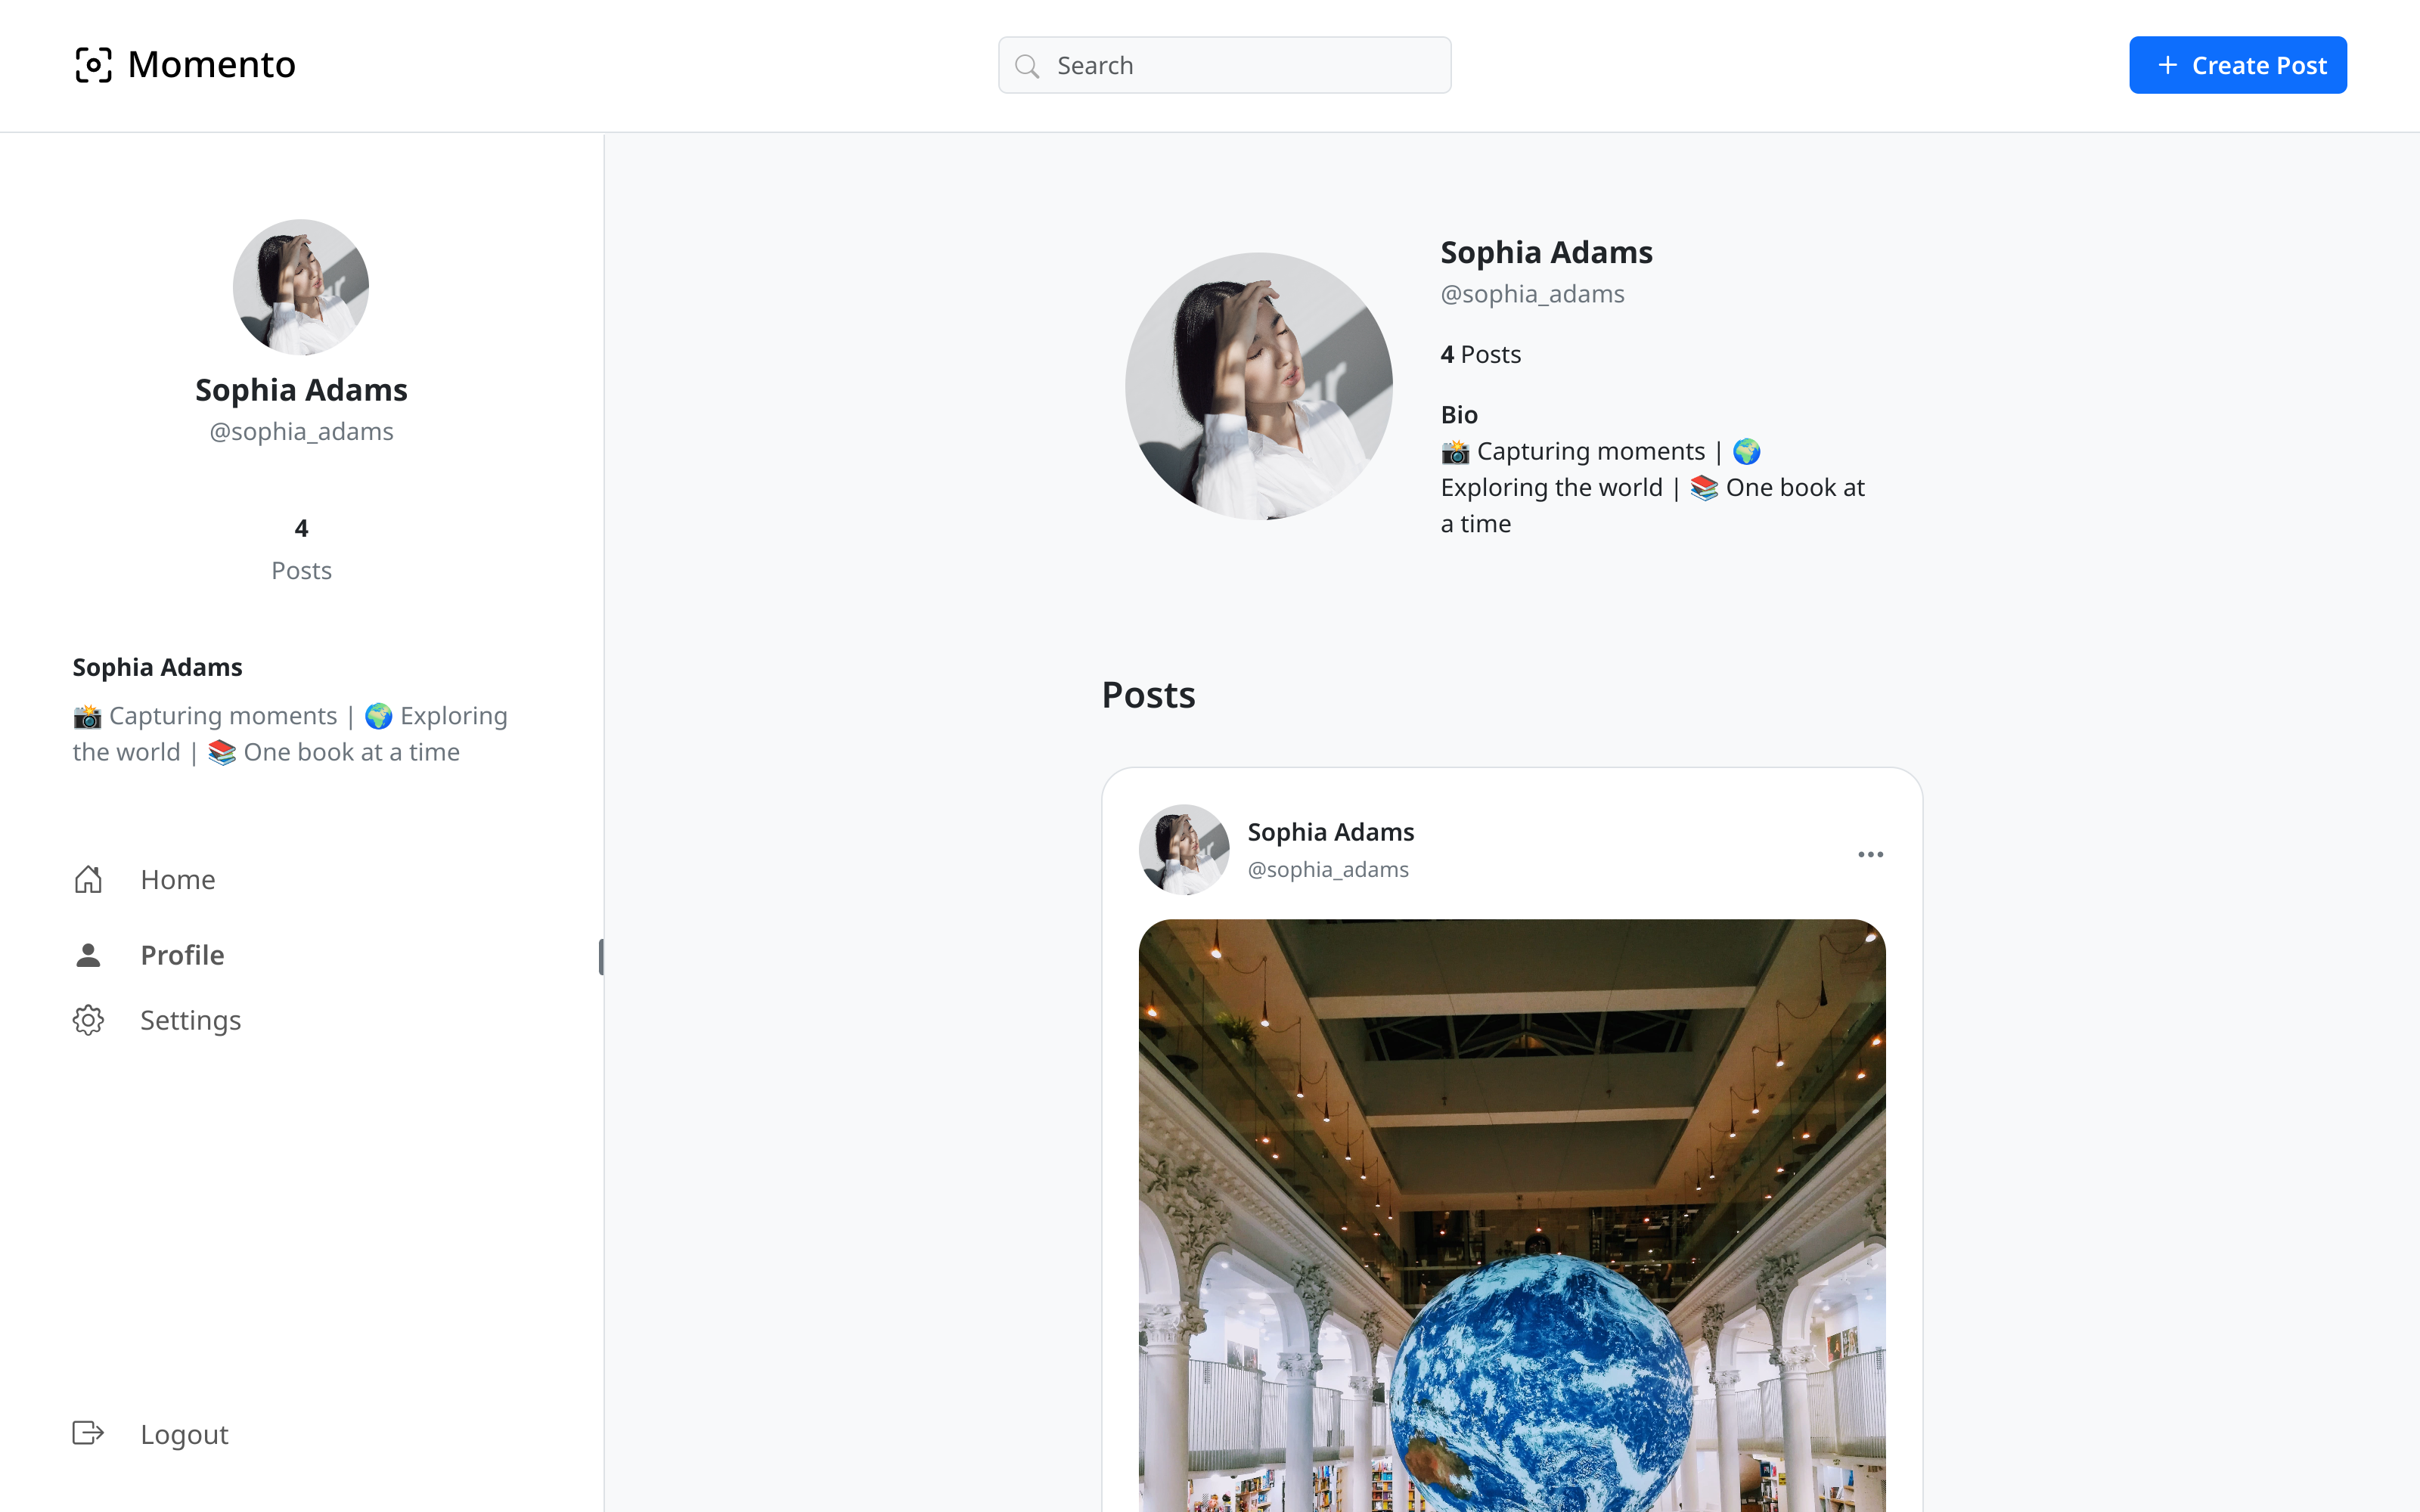 Momento
Search
Create Post
Sophia Adams
@sophia_adams
4
Posts
Sophia Adams
📸 Capturing moments | 🌍 Exploring
the world | 📚 One book at a time
Home
Profile
Settings
Logout
Sophia Adams
@sophia_adams
4 Posts
Bio
📸 Capturing moments | 🌍
Exploring the world | 📚 One book at
a time
Posts
Sophia Adams
@sophia_adams